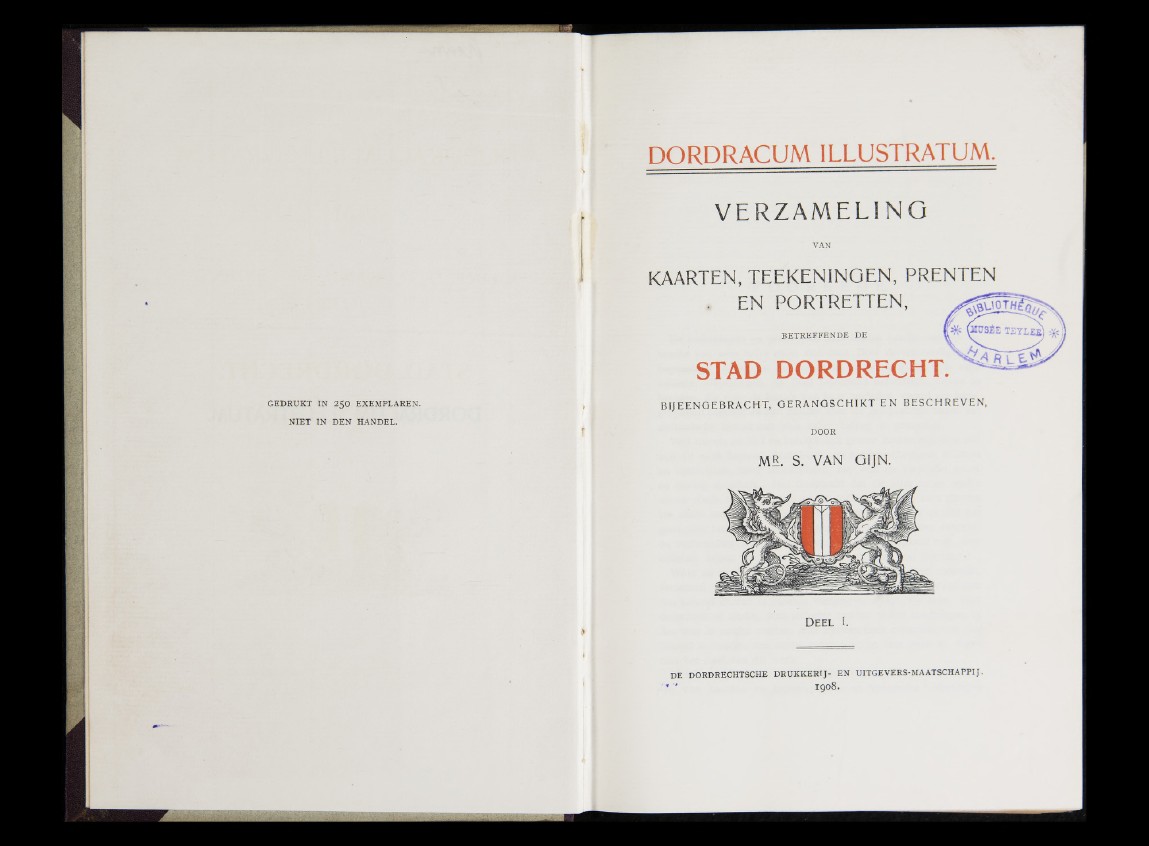 GEDRUKT IN 250 EXEMPLAREN.
NIET IN DEN HANDEL.
DORDRACUM ILLUSTRATUM.
VERZAMELING
VAN
KAARTEN, TEEKENINGEN, PRENTEN
EN PORTRETTEN,
BIBLIOTHÈQUE
MUSÉE TEYLER
HARLEM
BETREFFENDE DE
STAD DORDRECHT.
BIJEENGEBRACHT, GERANGSCHIKT EN BESCHREVEN,
DOOR
MR. S. VAN GIJN.
DEEL I.
DE DORDRECHTSCHE DRUKKERIJ- EN UITGEVERS-MAATSCHAPPIJ.
1908.